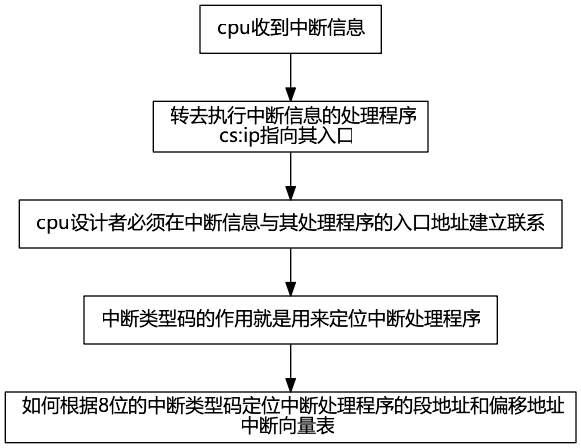 cpu收到中断信息
转去执行中断信息的处理程序
cs:ip指向其入口
cpu设计者必须在中断信息与其处理程序的入口地址建立联系
中断类型码的作用就是用来定位中断处理程序
如何根据8位的中断类型码定位中断处理程序的段地址和偏移地址
中断向量表